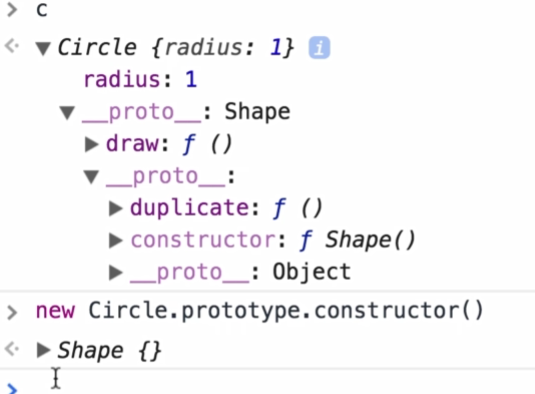 > c
<· ▼ Circle {radius: 1} i
radius: 1
▼ __proto__: Shape
▶ draw: ƒ ()
▼ __proto__:
▶ duplicate: ƒ ()
▶ constructor: ƒ Shape()
▶ __proto__: Object
> new Circle.prototype.constructor()
<· ▶ Shape {}
>